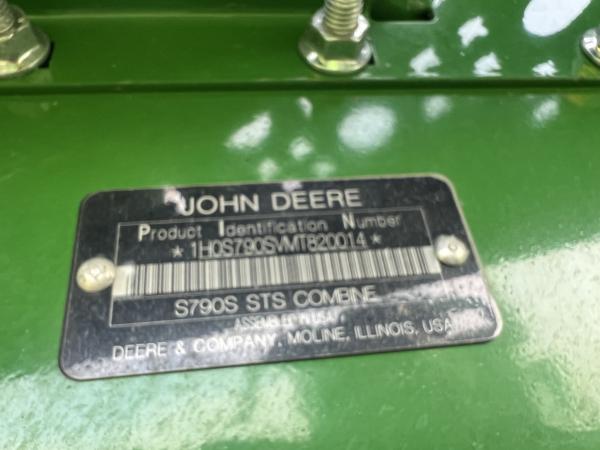 JOHN DEERE
Product Identification Number
* 1H0S790SVMT820014 *
S790S STS COMBINE
ASSEMBLED IN USA
DEERE & COMPANY, MOLINE, ILLINOIS, USA